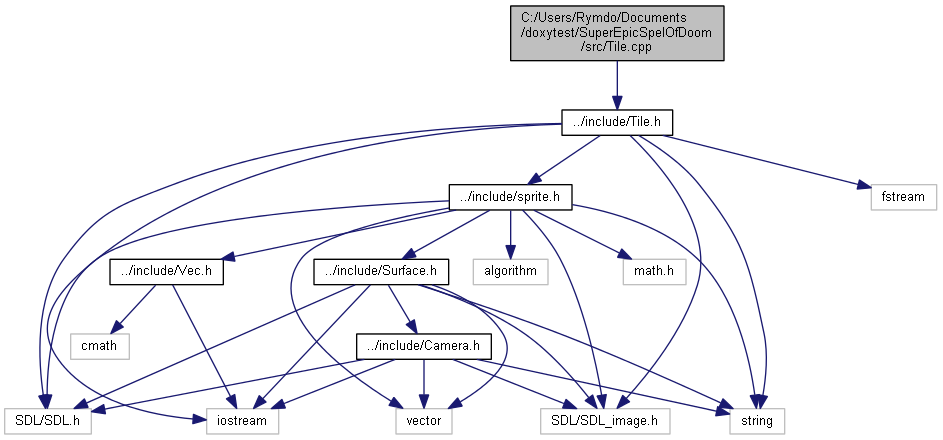 C:/Users/Rymdo/Documents
/doxytest/SuperEpicSpelOfDoom
/src/Tile.cpp
../include/Tile.h
../include/sprite.h
fstream
../include/Vec.h
../include/Surface.h
algorithm
math.h
cmath
../include/Camera.h
SDL/SDL.h
iostream
vector
SDL/SDL_image.h
string